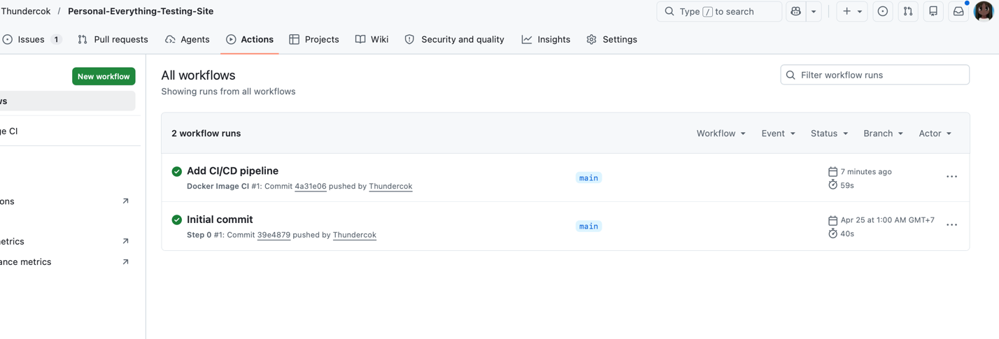 Thundercok / Personal-Everything-Testing-Site
Type / to search
Issues 1 Pull requests Agents Actions Projects Wiki Security and quality Insights Settings
New workflow
ws
ge CI
ons
etrics
ance metrics
All workflows
Showing runs from all workflows
Filter workflow runs
2 workflow runs
Workflow Event Status Branch Actor
Add CI/CD pipeline
Docker Image CI #1: Commit 4a31e06 pushed by Thundercok
main
7 minutes ago
59s
Initial commit
Step 0 #1: Commit 39e4879 pushed by Thundercok
main
Apr 25 at 1:00 AM GMT+7
40s